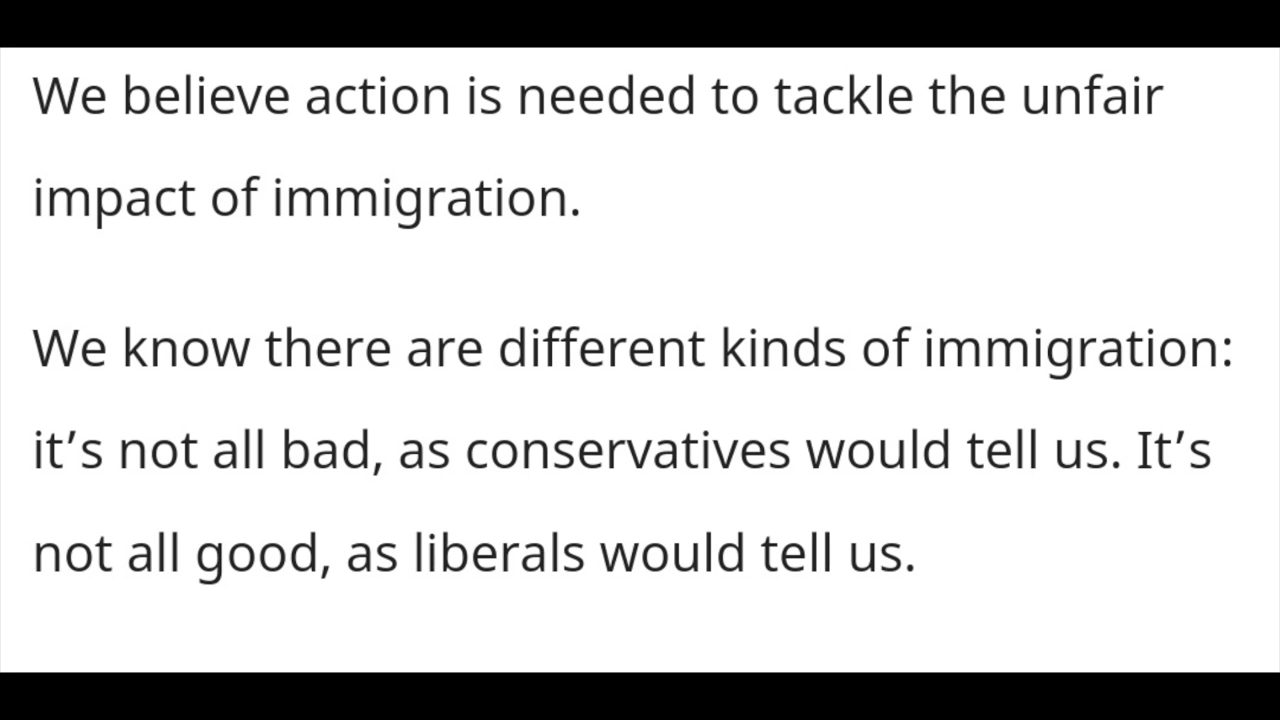 We believe action is needed to tackle the unfair
impact of immigration.
We know there are different kinds of immigration:
it’s not all bad, as conservatives would tell us. It’s
not all good, as liberals would tell us.